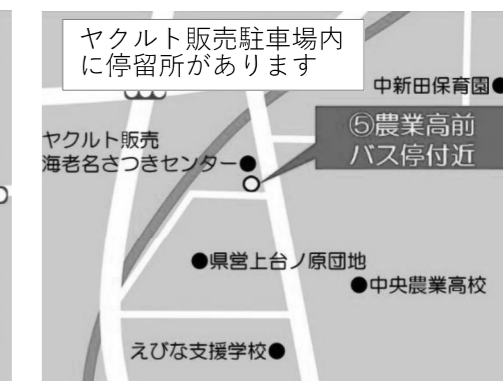 ヤクルト販売駐車場内
に停留所があります
中新田保育園
⑤農業高前
バス停付近
ヤクルト販売
海老名さつきセンター
県営上台ノ原団地
中央農業高校
えびな支援学校